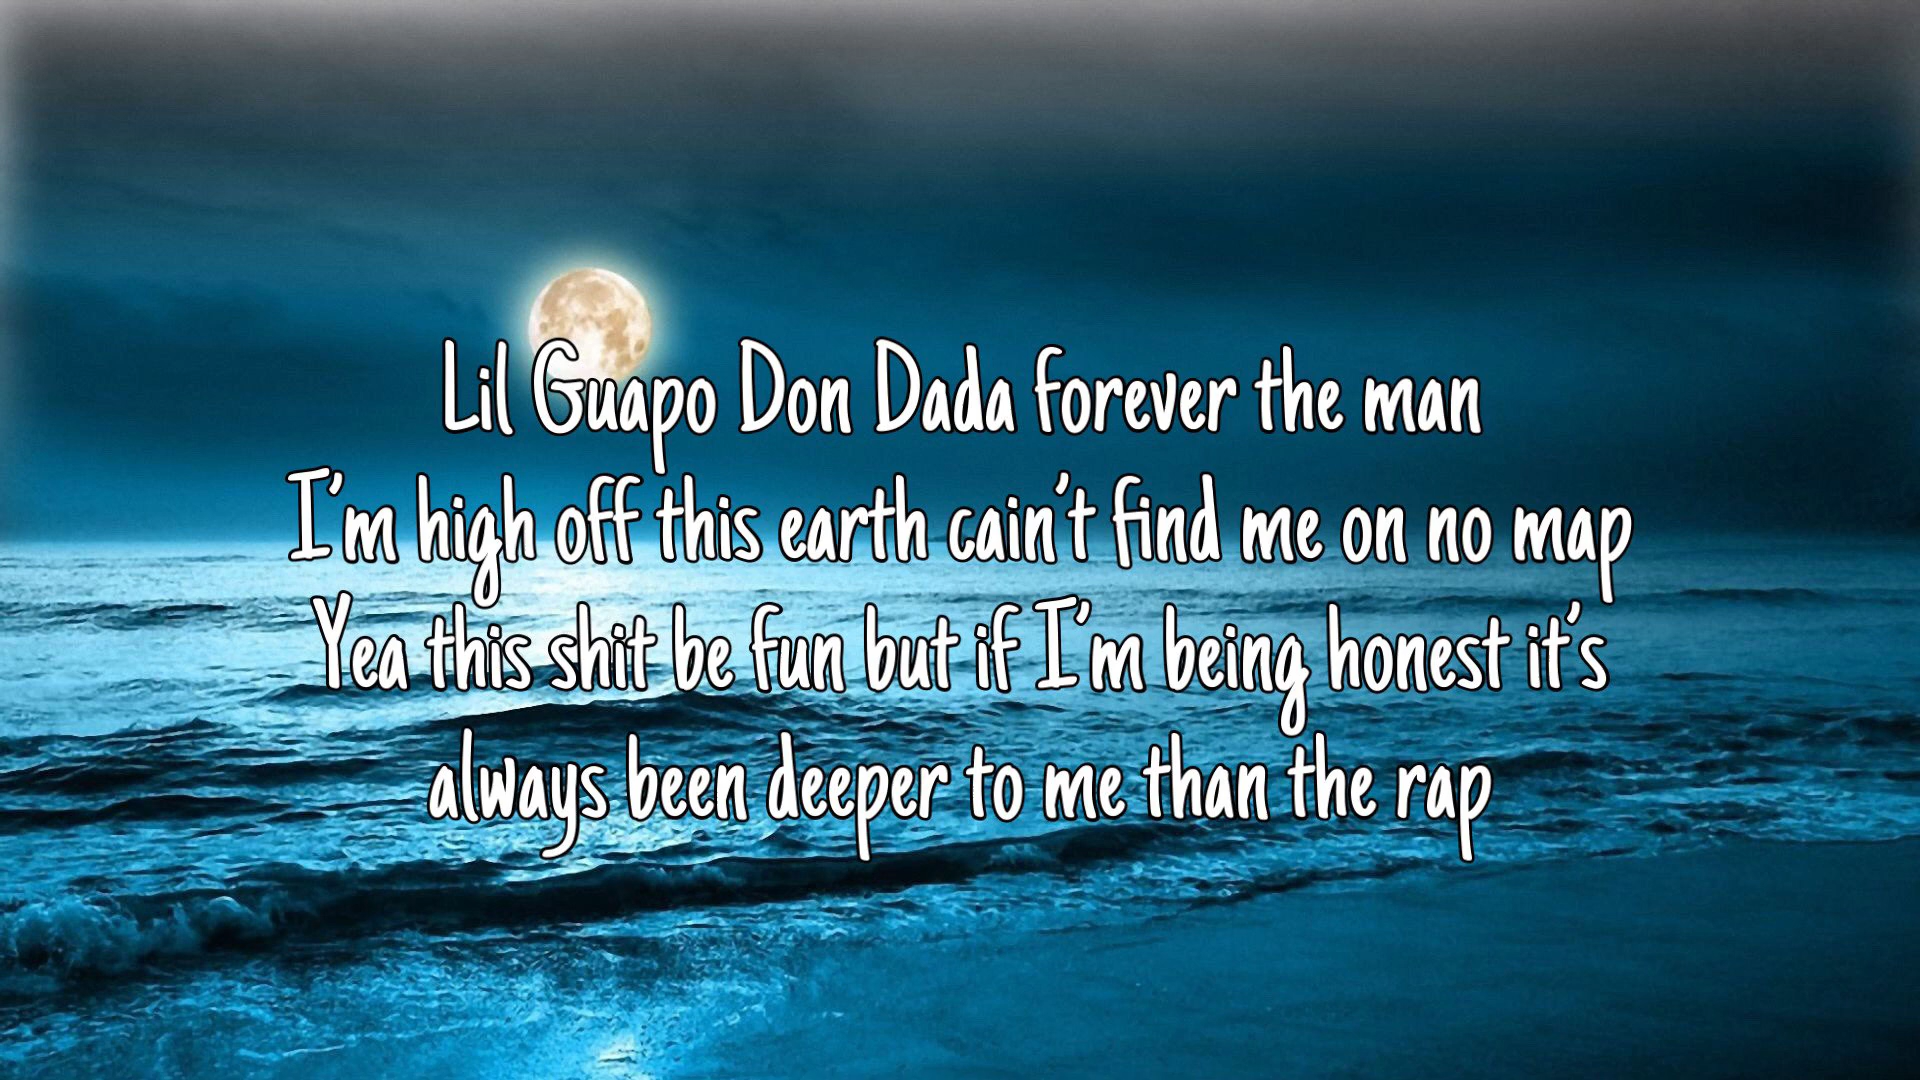 Lil Guapo Don Dada forever the man
I'm high off this earth cain't find me on no map
Yea this shit be fun but if I'm being honest it's
always been deeper to me than the rap